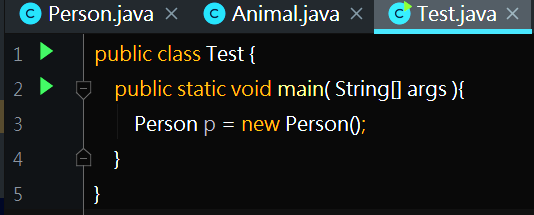 Person.java × Animal.java × Test.java ×
1 public class Test {
2 public static void main( String[] args ){
3 Person p = new Person();
4 }
5 }